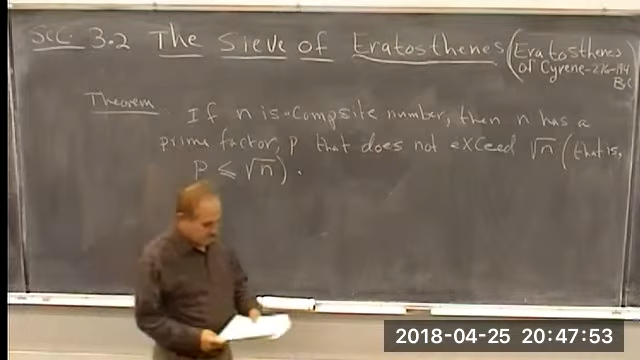 Sec 3.2 The Sieve of Eratosthenes (Eratosthenes
of Cyrene-276-194
BC
Theorem If n is a composite number, then n has a
prime factor, p that does not exceed √n (that is,
p ≤ √n).
2018-04-25 20:47:53